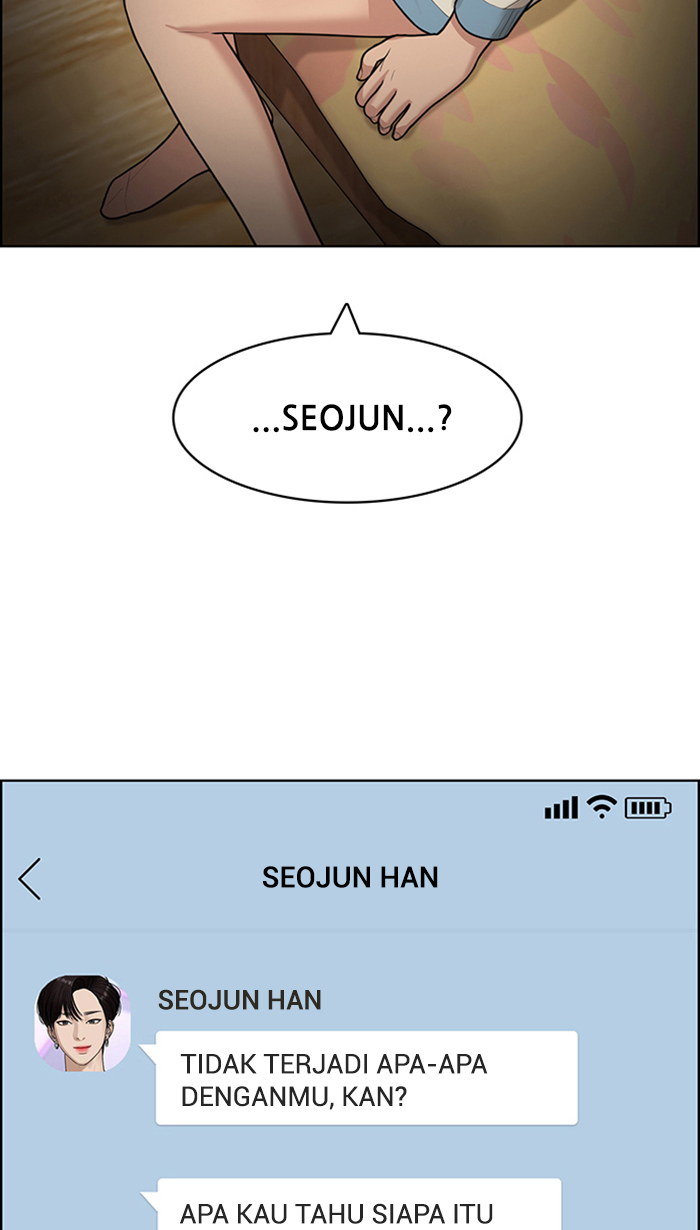 ...SEOJUN...?
SEOJUN HAN
SEOJUN HAN
TIDAK TERJADI APA-APA
DENGANMU, KAN?
APA KAU TAHU SIAPA ITU